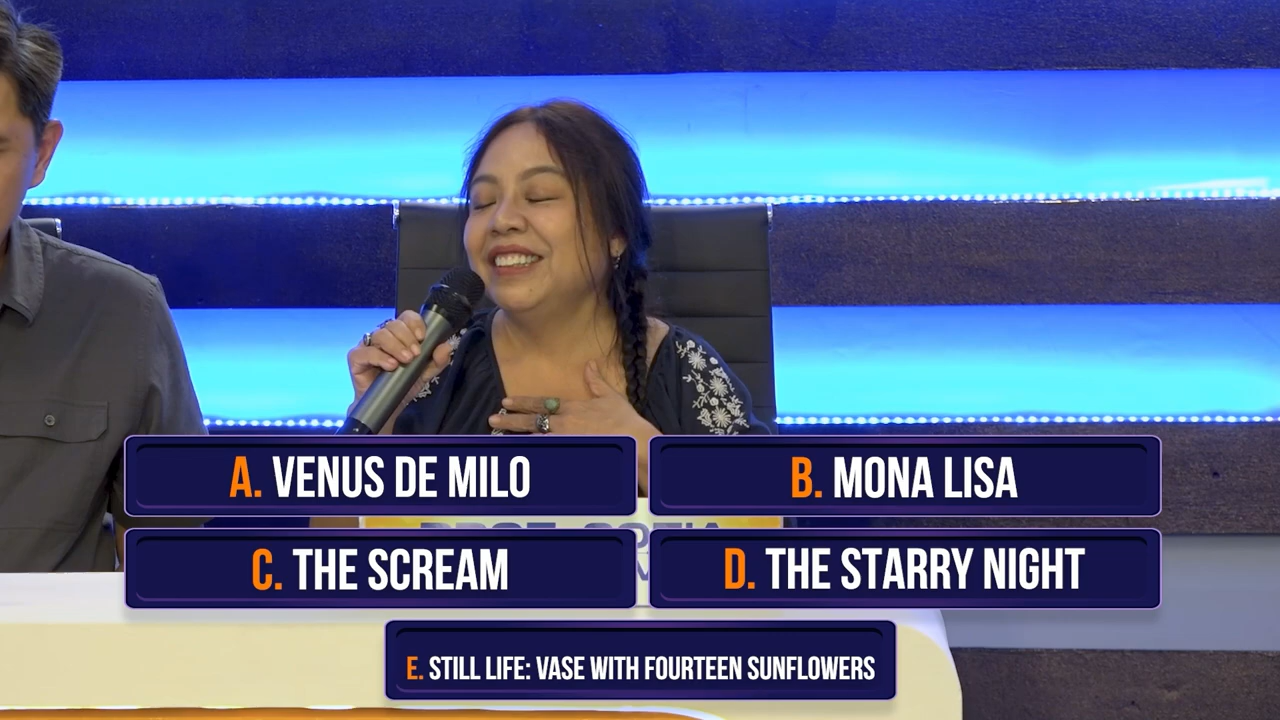 A. VENUS DE MILO
B. MONA LISA
C. THE SCREAM
D. THE STARRY NIGHT
E. STILL LIFE: VASE WITH FOURTEEN SUNFLOWERS